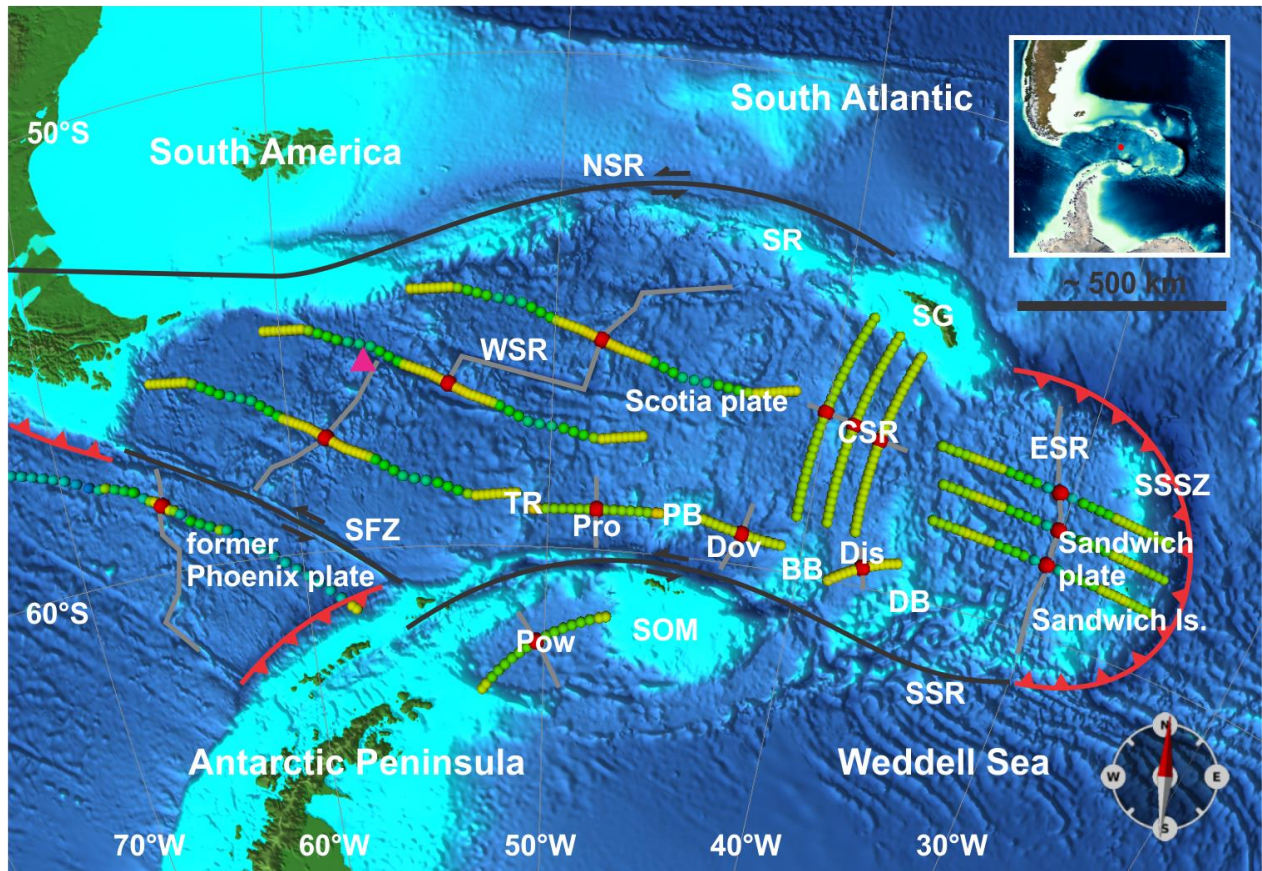 South Atlantic
50°S
South America
NSR
SR
~ 500 km
SG
WSR
Scotia plate
CSR
ESR
SSSZ
TR
Pro
PB
SFZ
Dov
Dis
Sandwich
plate
former
Phoenix plate
BB
DB
60°S
Sandwich Is.
Pow
SOM
SSR
Antarctic Peninsula
Weddell Sea
N
W
E
S
70°W
60°W
50°W
40°W
30°W